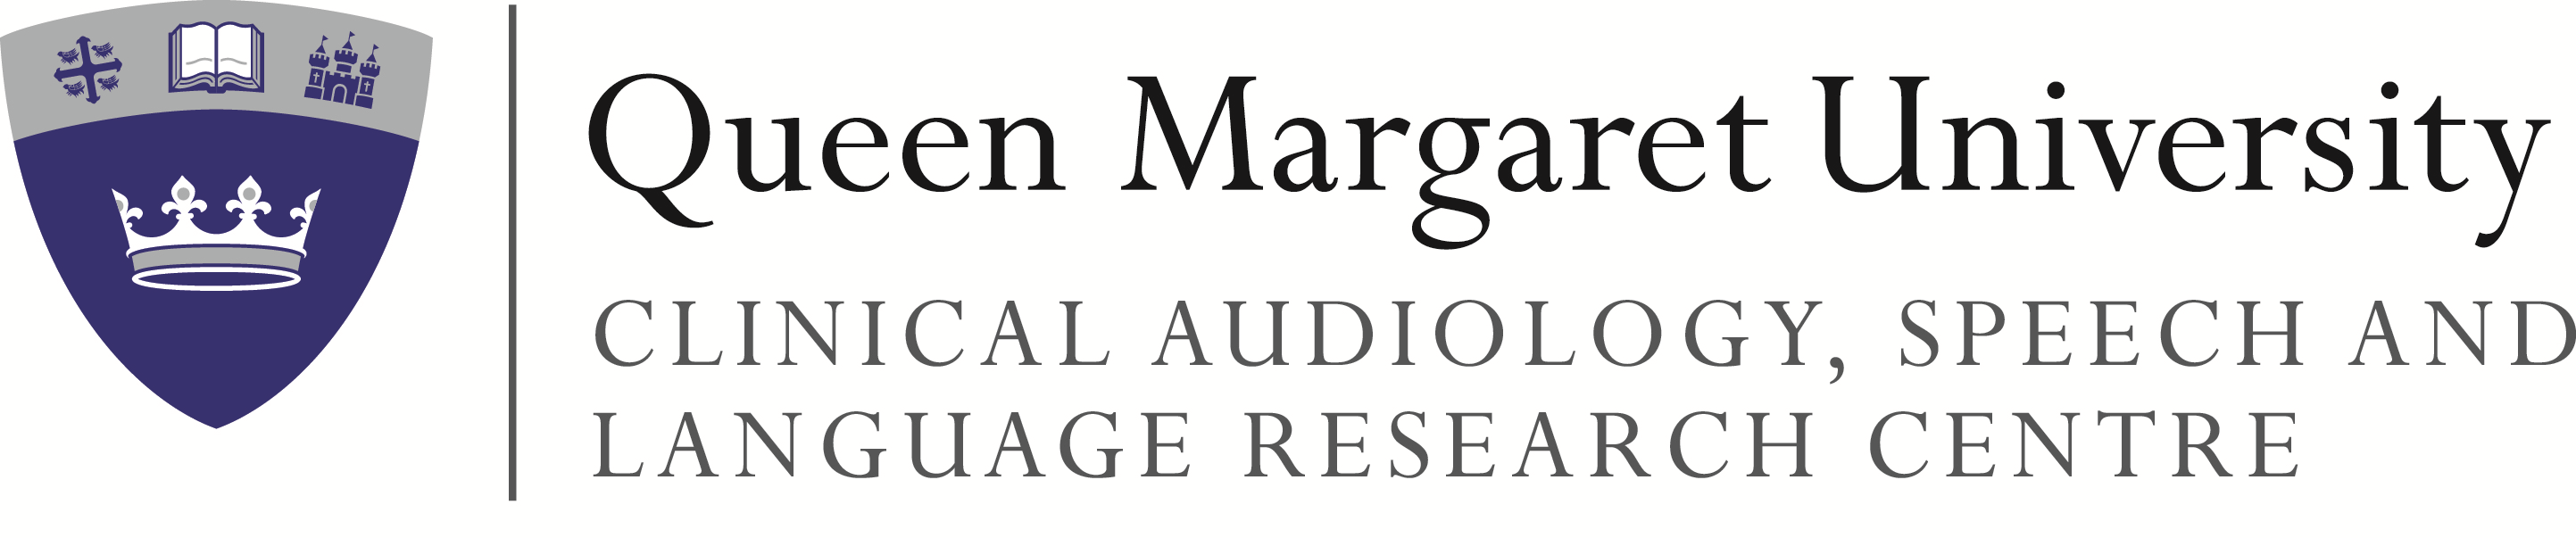 Queen Margaret University
CLINICAL AUDIOLOGY, SPEECH AND
LANGUAGE RESEARCH CENTRE